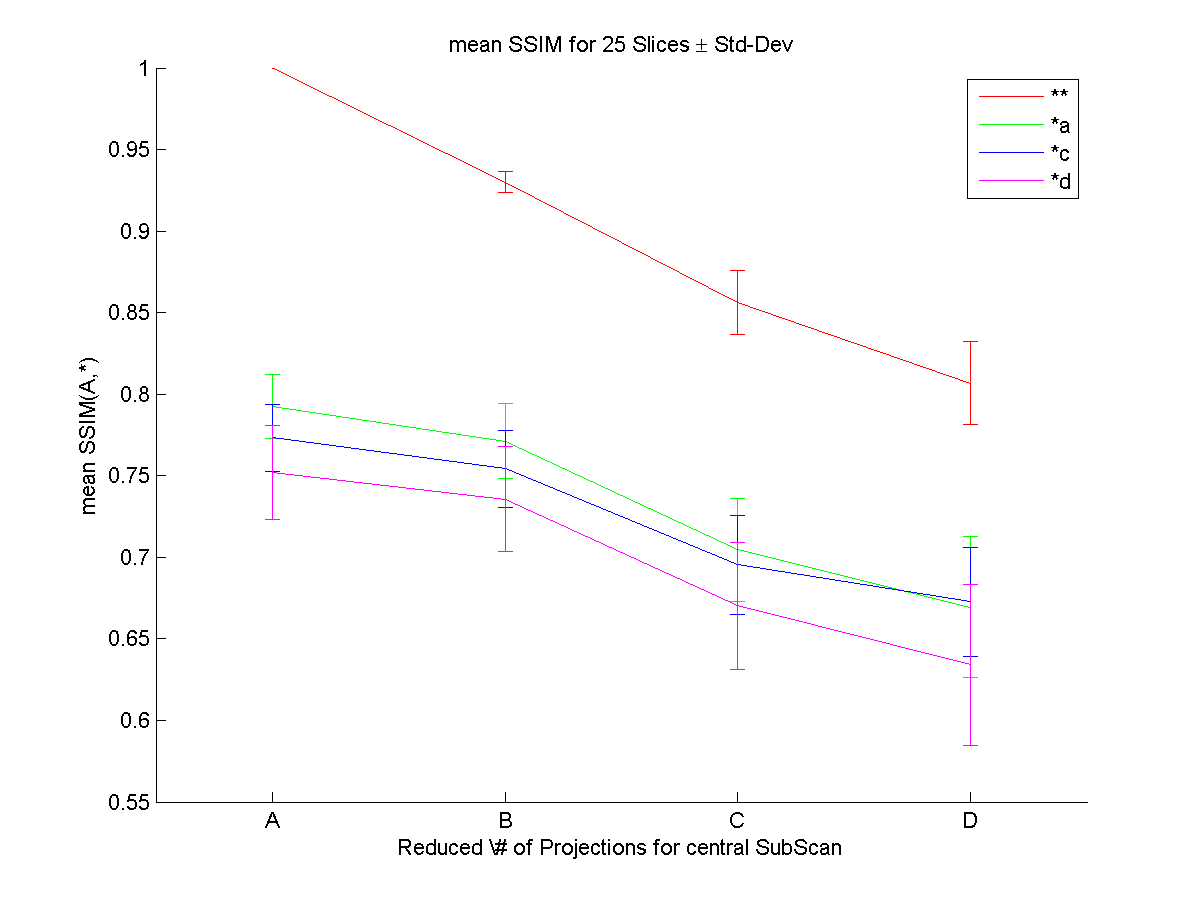 mean SSIM for 25 Slices ± Std-Dev
1
0.95
0.9
0.85
0.8
0.75
0.7
0.65
0.6
0.55
mean SSIM(A,*)
**
*a
*c
*d
A B C D
Reduced \# of Projections for central SubScan